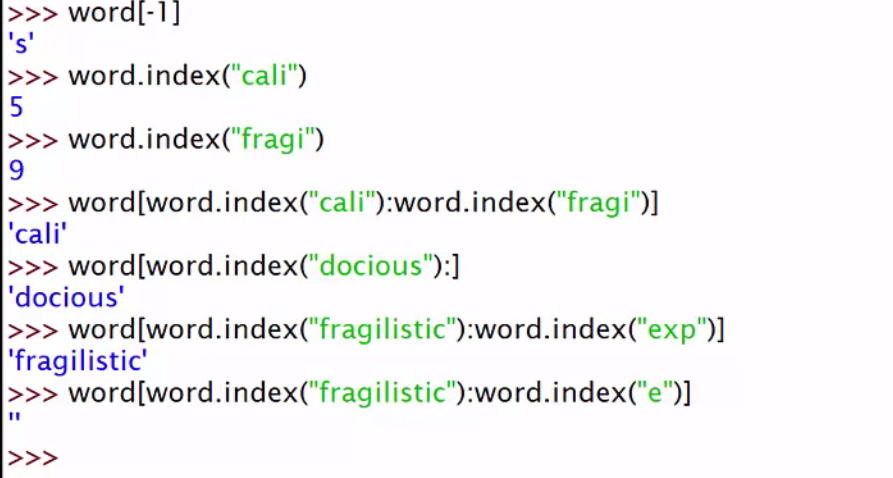 >>> word[-1]
's'
>>> word.index("cali")
5
>>> word.index("fragi")
9
>>> word[word.index("cali"):word.index("fragi")]
'cali'
>>> word[word.index("docious"):]
'docious'
>>> word[word.index("fragilistic"):word.index("exp")]
'fragilistic'
>>> word[word.index("fragilistic"):word.index("e")]
''
>>>